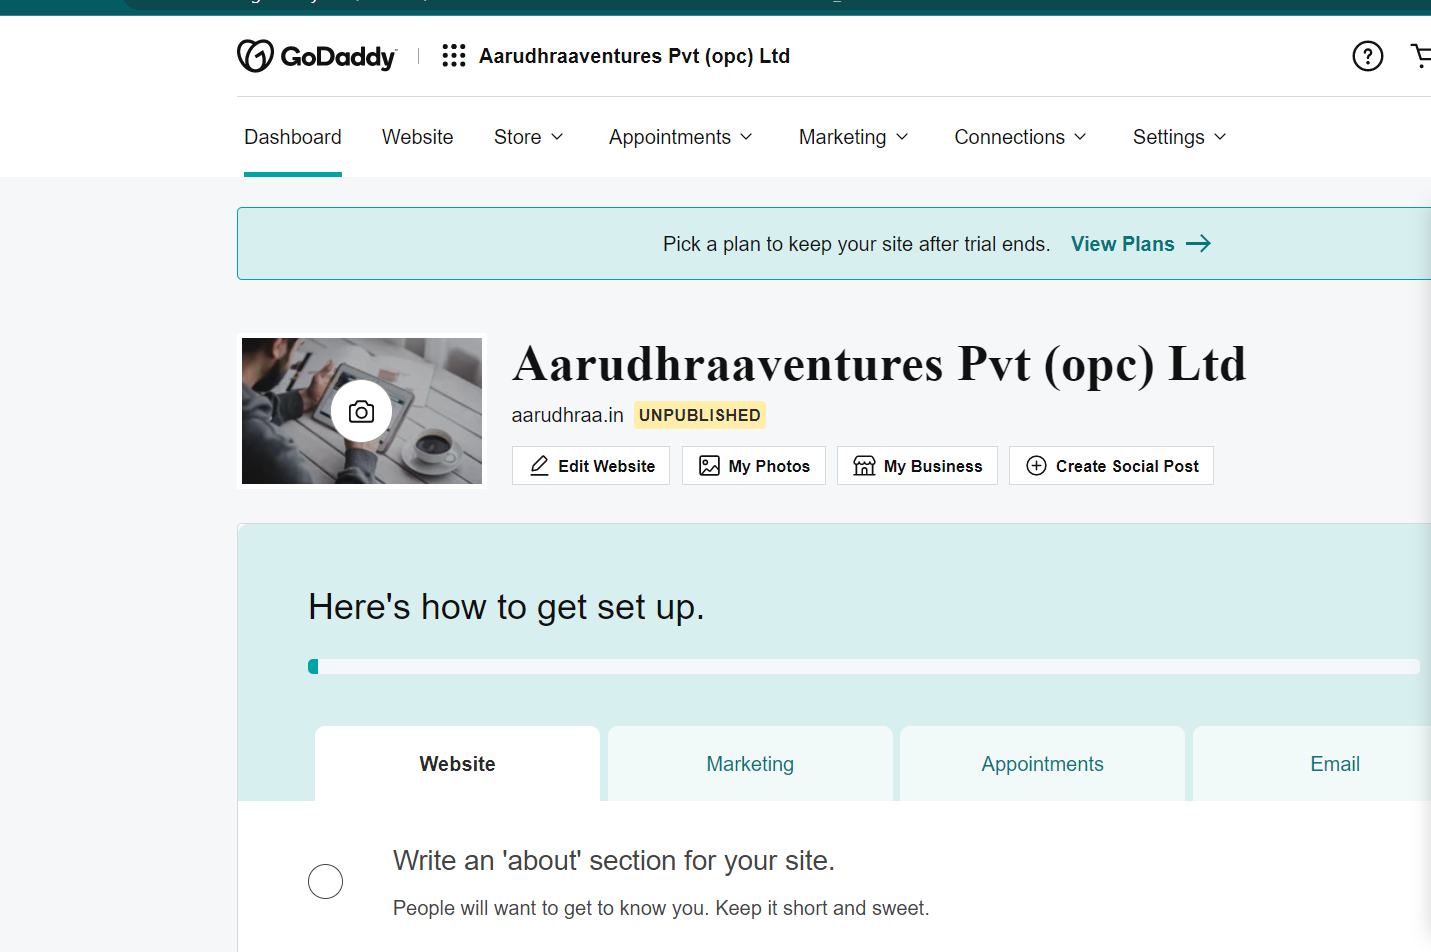 GoDaddy Aarudhraaventures Pvt (opc) Ltd
Dashboard Website Store Appointments Marketing Connections Settings
Pick a plan to keep your site after trial ends. View Plans
Aarudhraaventures Pvt (opc) Ltd
aarudhraa.in UNPUBLISHED
Edit Website My Photos My Business Create Social Post
Here's how to get set up.
Website Marketing Appointments Email
Write an 'about' section for your site.
People will want to get to know you. Keep it short and sweet.